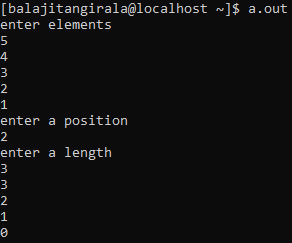 [balajitangirala@localhost ~]$ a.out
enter elements
5
4
3
2
1
enter a position
2
enter a length
3
3
2
1
0